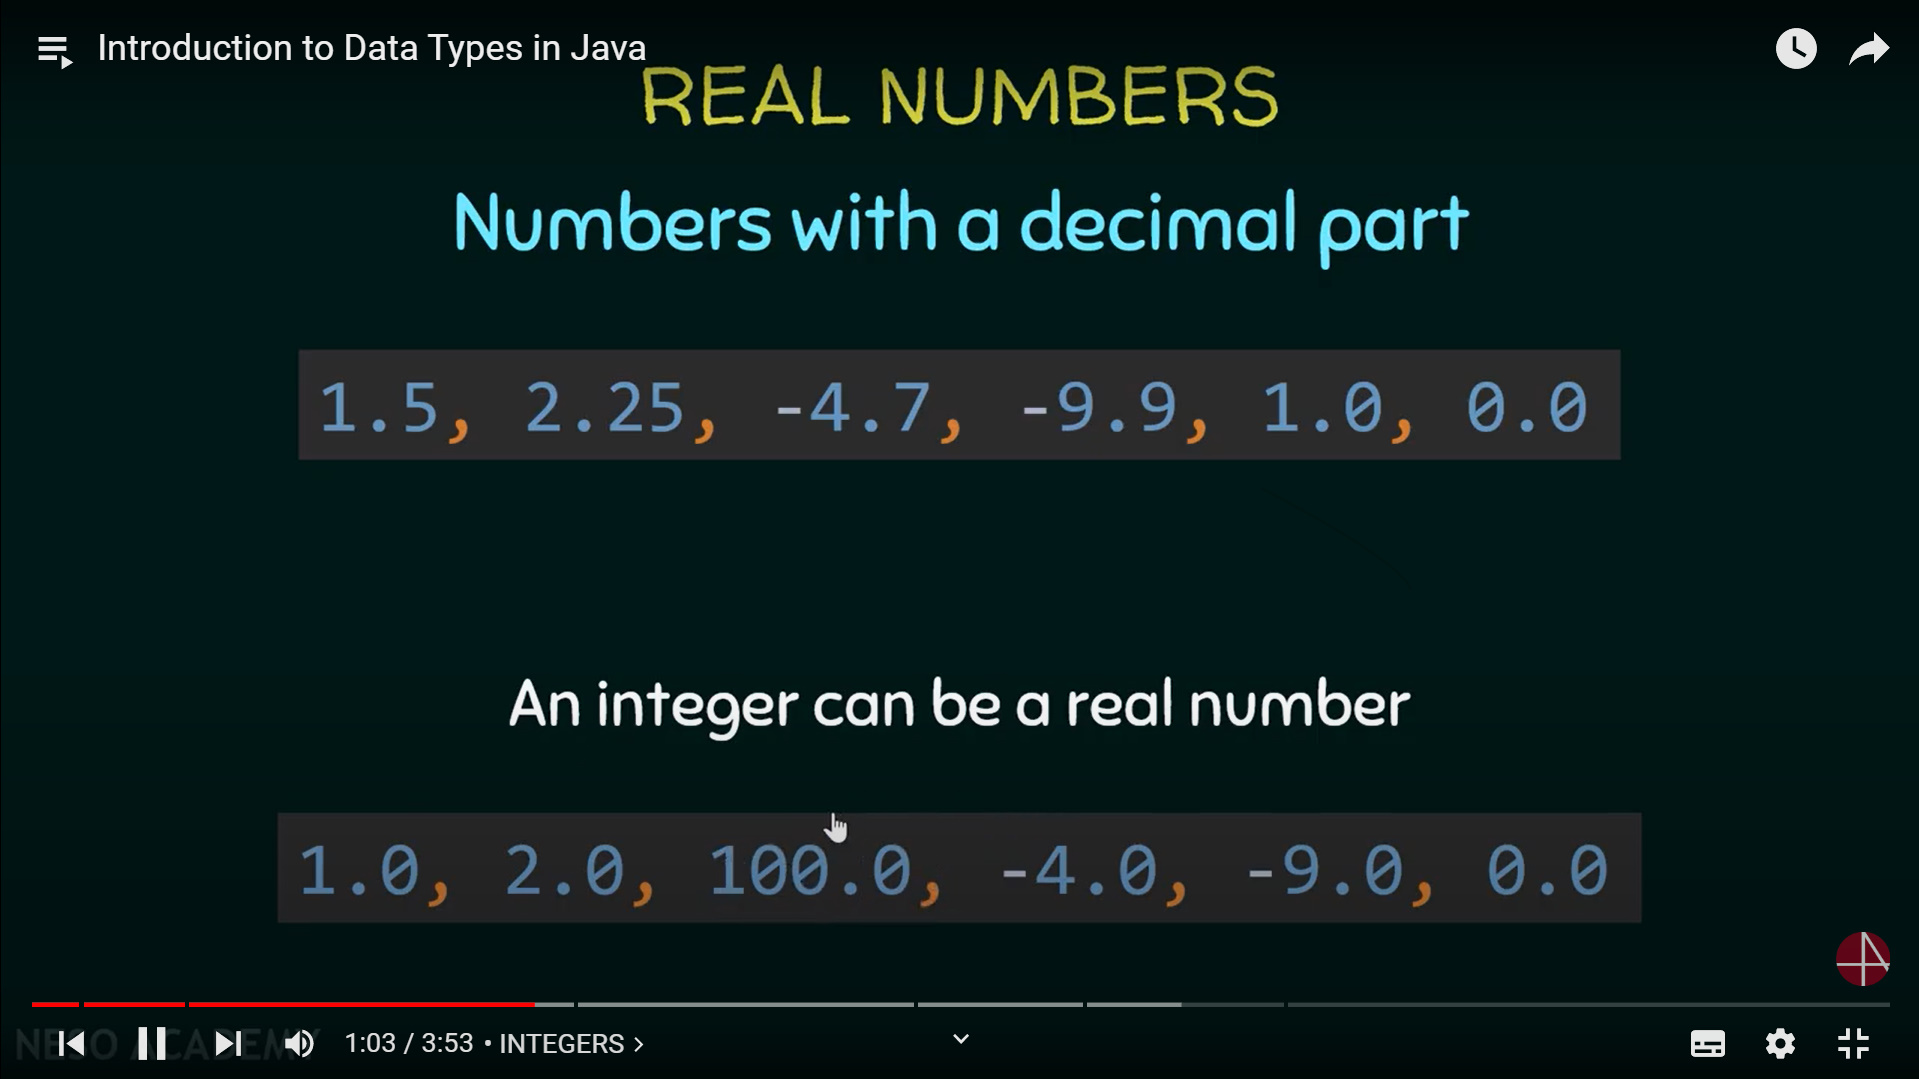 Introduction to Data Types in Java
REAL NUMBERS
Numbers with a decimal part
1.5, 2.25, -4.7, -9.9, 1.0, 0.0
An integer can be a real number
1.0, 2.0, 100.0, -4.0, -9.0, 0.0
NESO ACADEMY
1:03 / 3:53 • INTEGERS >